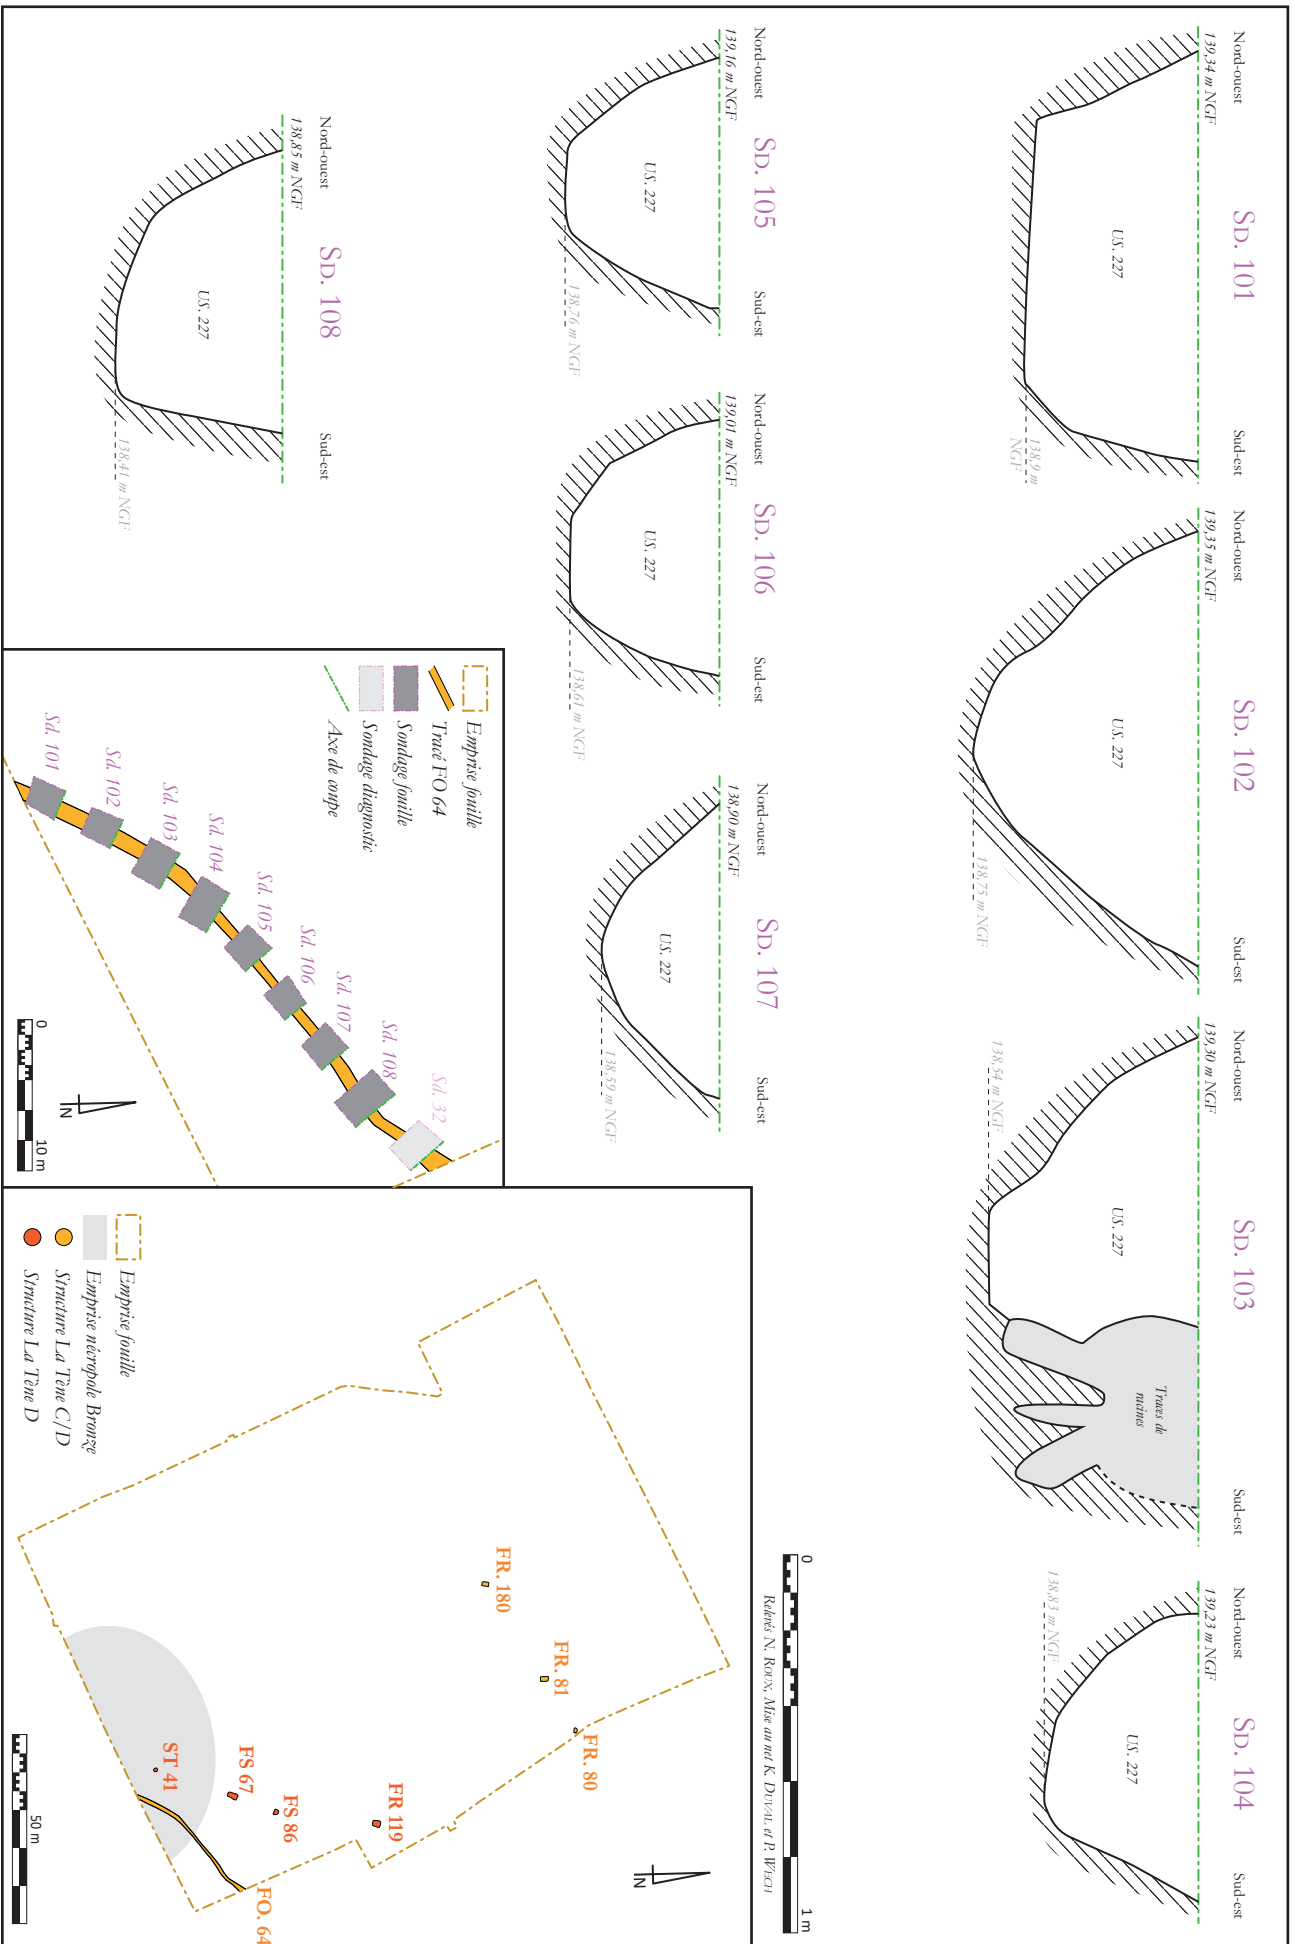 SD. 101
Nord-ouest
Sud-est
139,34 m NGF
US. 227
138,9 m
NGF
SD. 102
Nord-ouest
Sud-est
139,35 m NGF
US. 227
138,75 m NGF
SD. 103
Nord-ouest
Sud-est
139,30 m NGF
US. 227
Traces de
racines
138,54 m NGF
SD. 104
Nord-ouest
Sud-est
139,23 m NGF
US. 227
138,83 m NGF
SD. 105
Nord-ouest
Sud-est
139,16 m NGF
US. 227
138,76 m NGF
SD. 106
Nord-ouest
Sud-est
139,01 m NGF
US. 227
138,61 m NGF
SD. 107
Nord-ouest
Sud-est
138,90 m NGF
US. 227
138,59 m NGF
0
1 m
Relevés N. ROUX, Mise au net K. DUVAL et P. WECH
SD. 108
Nord-ouest
Sud-est
138,85 m NGF
US. 227
138,41 m NGF
Emprise fouille
Tracé FO 64
Sondage fouille
Sondage diagnostic
Axe de coupe
Sd. 101
Sd. 102
Sd. 103
Sd. 104
Sd. 105
Sd. 106
Sd. 107
Sd. 108
Sd. 32
N
0
10 m
Emprise fouille
Emprise nécropole Bronze
Structure La Tène C/D
Structure La Tène D
FR. 180
FR. 81
FR. 80
FR 119
FS 86
FS 67
ST 41
FO. 64
N
50 m